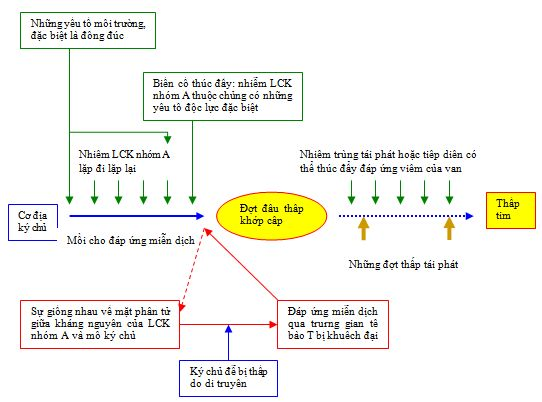 Những yếu tố môi trường,
đặc biệt là đông đúc
Biến cố thúc đẩy: nhiễm LCK
nhóm A thuộc chủng có những
yếu tố độc lực đặc biệt
Nhiễm LCK nhóm A
lặp đi lặp lại
Nhiễm trùng tái phát hoặc tiếp diễn có
thể thúc đẩy đáp ứng viêm của van
Cơ địa
ký chủ
Đợt đấu thấp
khớp cấp
Thấp
tim
Mồi cho đáp ứng miễn dịch
Những đợt thấp tái phát
Sự giống nhau về mặt phân tử
giữa kháng nguyên của LCK
nhóm A và mô ký chủ
Đáp ứng miễn dịch
qua trung gian tế
bào T bị khuếch đại
Ký chủ dễ bị thấp
do di truyền